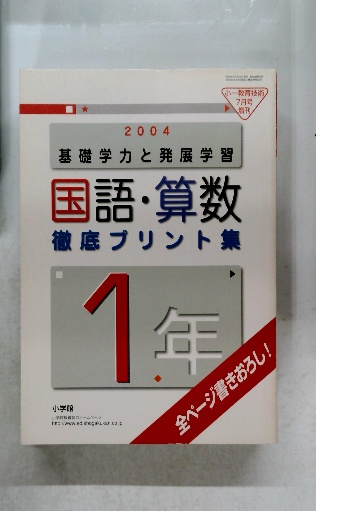 小一教育技術
7月号
増刊
2004
基礎学力と発展学習
国語・算数
徹底プリント集
1年
全ページ書きおろし!
小学館